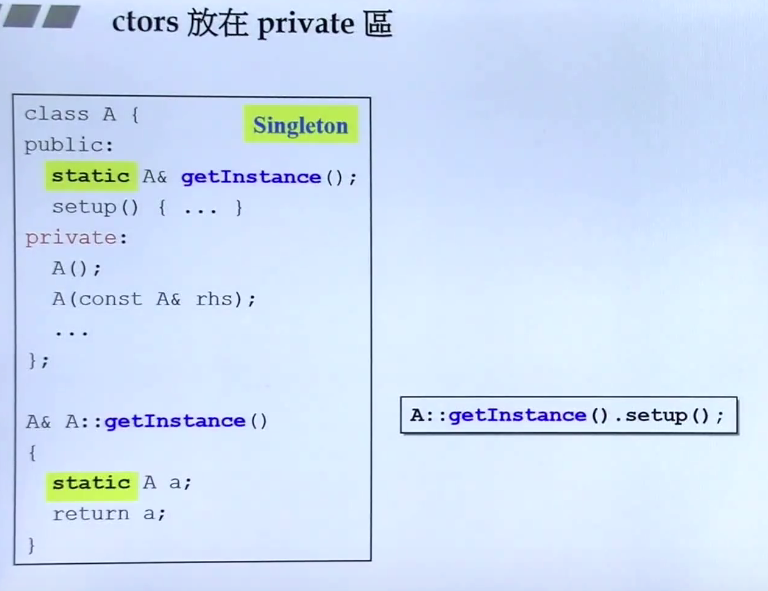 ctors 放在 private 區
class A {
Singleton
public:
static A& getInstance();
setup() { ... }
private:
A();
A(const A& rhs);
...
};
A& A::getInstance()
{
static A a;
return a;
}
A::getInstance().setup();